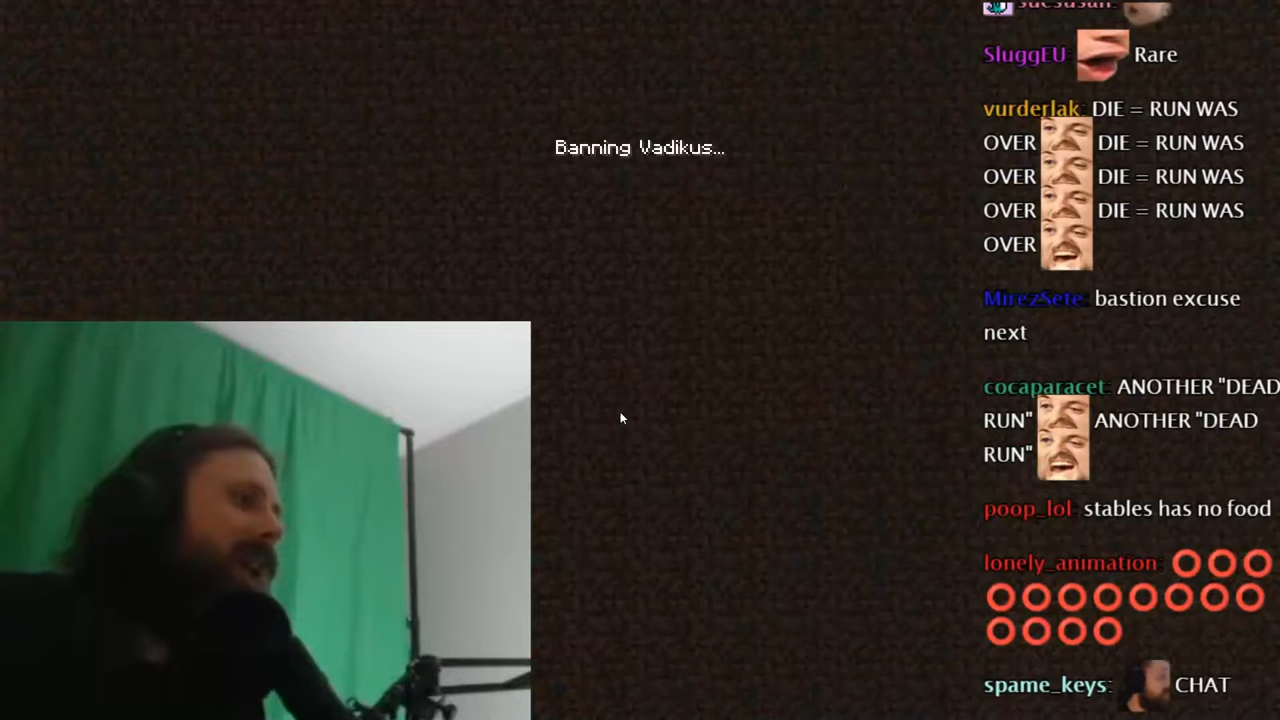 Banning Vadikus...
SluggEU: Rare
vurderlak: DIE = RUN WAS
OVER DIE = RUN WAS
OVER DIE = RUN WAS
OVER DIE = RUN WAS
OVER
MirezSete: bastion excuse
next
cocaparacet: ANOTHER "DEAD
RUN" ANOTHER "DEAD
RUN"
poop_lol: stables has no food
lonely_animation: ⭕ ⭕ ⭕
⭕ ⭕ ⭕ ⭕ ⭕ ⭕ ⭕ ⭕
⭕ ⭕ ⭕ ⭕
spame_keys: CHAT